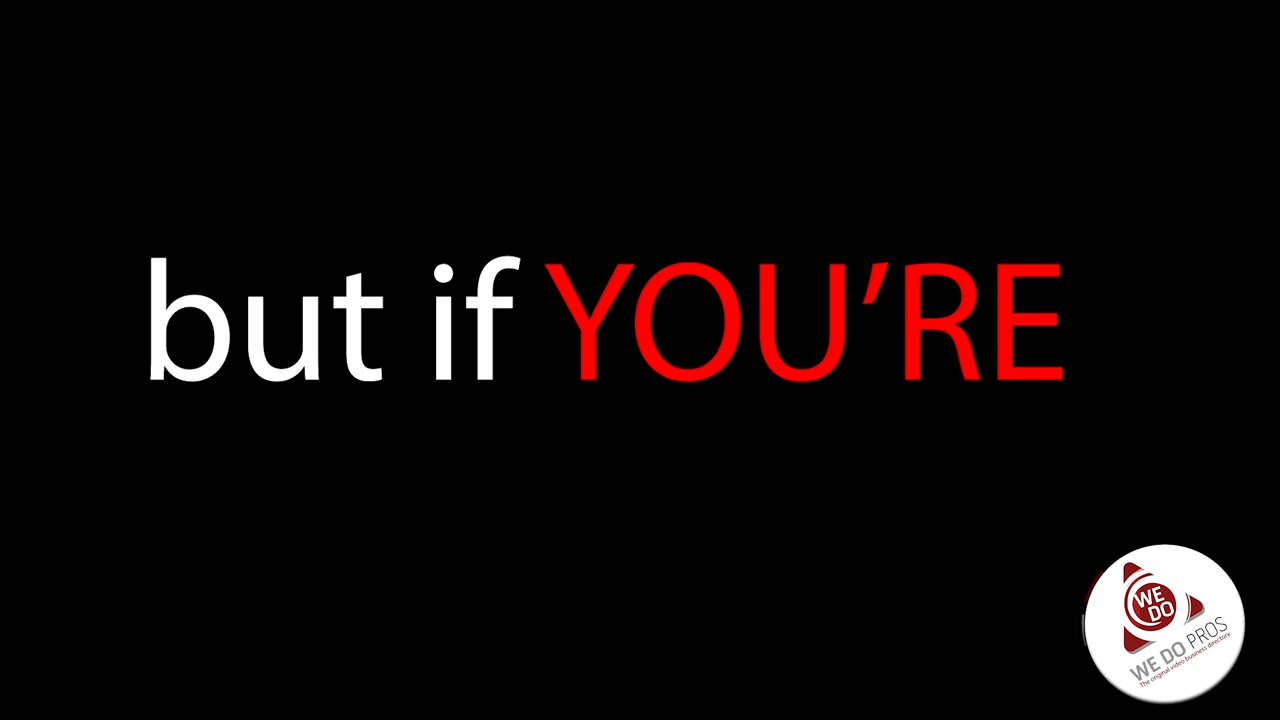 but if YOU’RE
WE
DO
WE DO PROS
The original video business directory